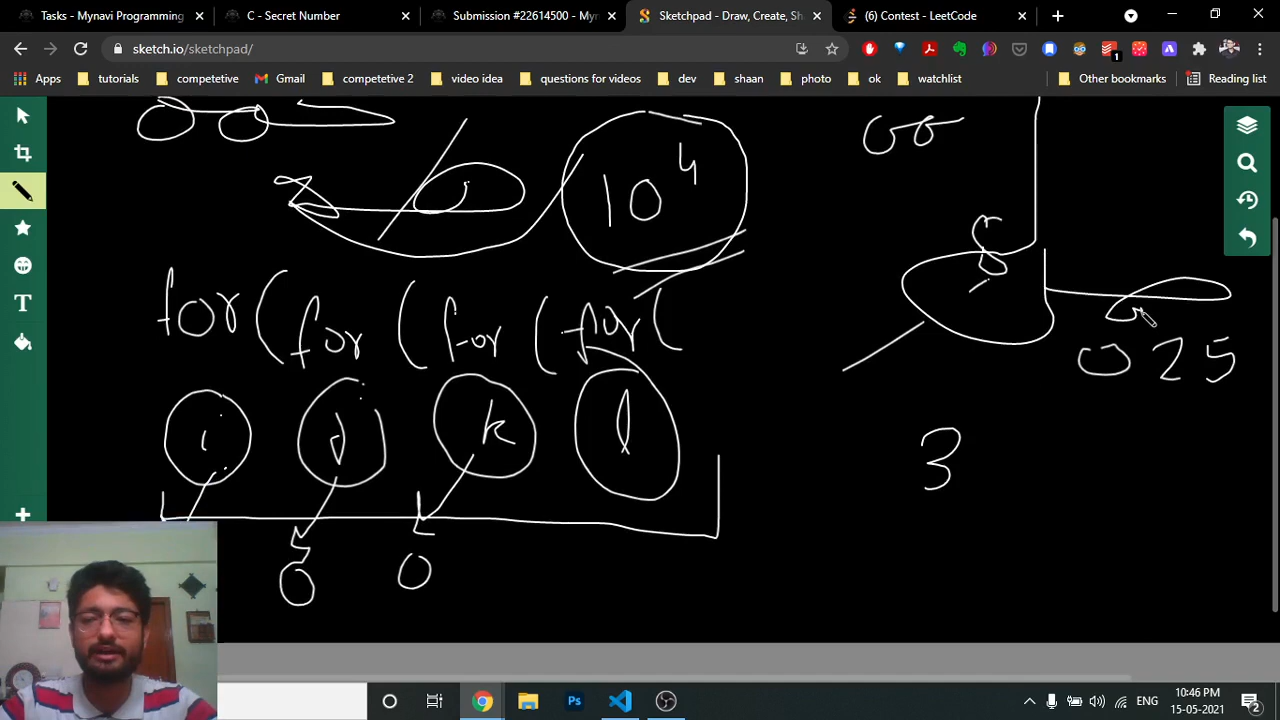 Tasks - Mynavi Programming
C - Secret Number
Submission #22614500 - My
Sketchpad - Draw, Create, Sh
(6) Contest - LeetCode
sketch.io/sketchpad/
1
Apps
tutorials
competetive
Gmail
competetive 2
video idea
questions for videos
dev
shaan
photo
ok
watchlist
Other bookmarks
Reading list
10 4
for( for( for( for(
025
i j k l
3
0 0
T
ENG
10:46 PM
15-05-2021
2